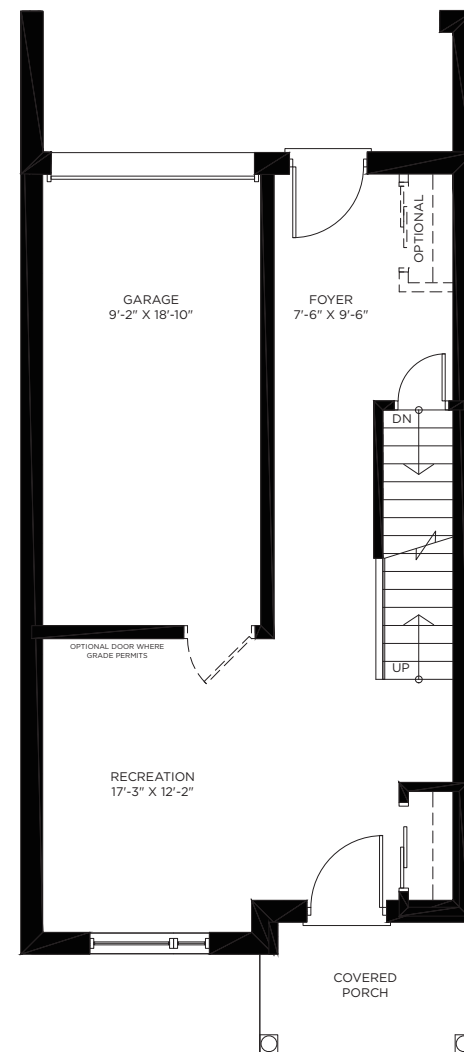 OPTIONAL
GARAGE
9'-2" X 18'-10"
FOYER
7'-6" X 9'-6"
DN
OPTIONAL DOOR WHERE
GRADE PERMITS
UP
RECREATION
17'-3" X 12'-2"
COVERED
PORCH